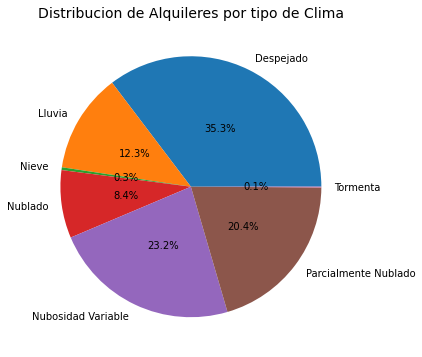 Distribucion de Alquileres por tipo de Clima
Despejado
35.3%
Lluvia
12.3%
Nieve
0.3%
Nublado
8.4%
Nubosidad Variable
23.2%
Parcialmente Nublado
20.4%
Tormenta
0.1%